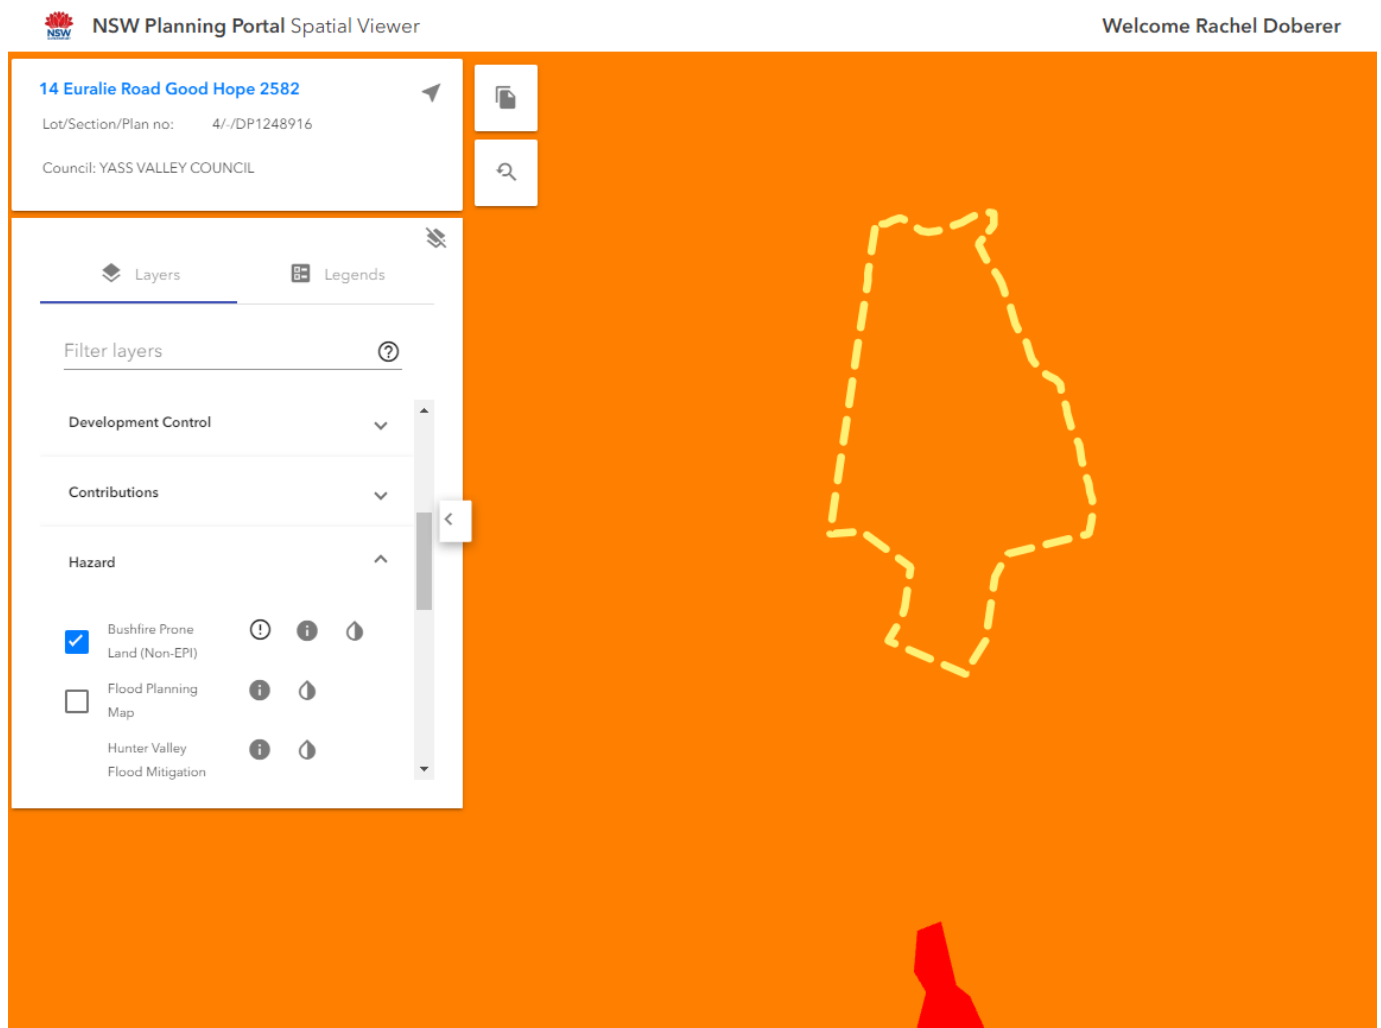 NSW
NSW Planning Portal Spatial Viewer
Welcome Rachel Doberer
14 Euralie Road Good Hope 2582
Lot/Section/Plan no: 4/-/DP1248916
Council: YASS VALLEY COUNCIL
Layers
Legends
Filter layers
Development Control
Contributions
Hazard
Bushfire Prone
Land (Non-EPI)
Flood Planning
Map
Hunter Valley
Flood Mitigation